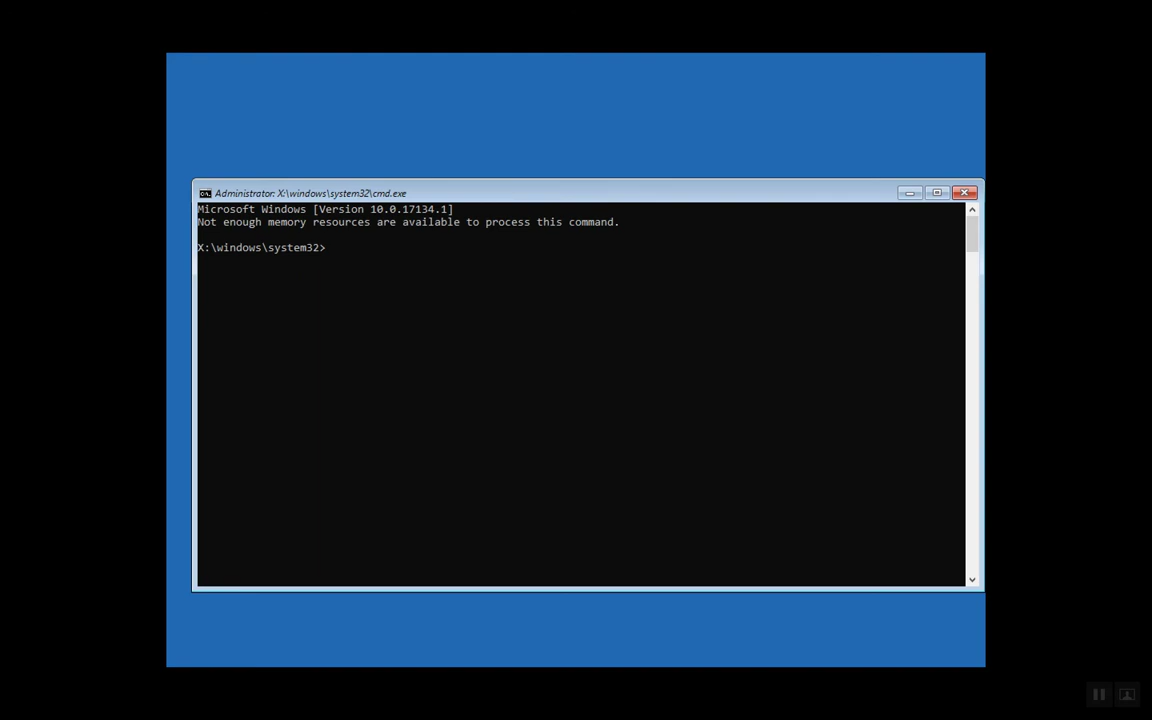 Administrator: X:\windows\system32\cmd.exe
Microsoft Windows [Version 10.0.17134.1]
Not enough memory resources are available to process this command.
X:\windows\system32>